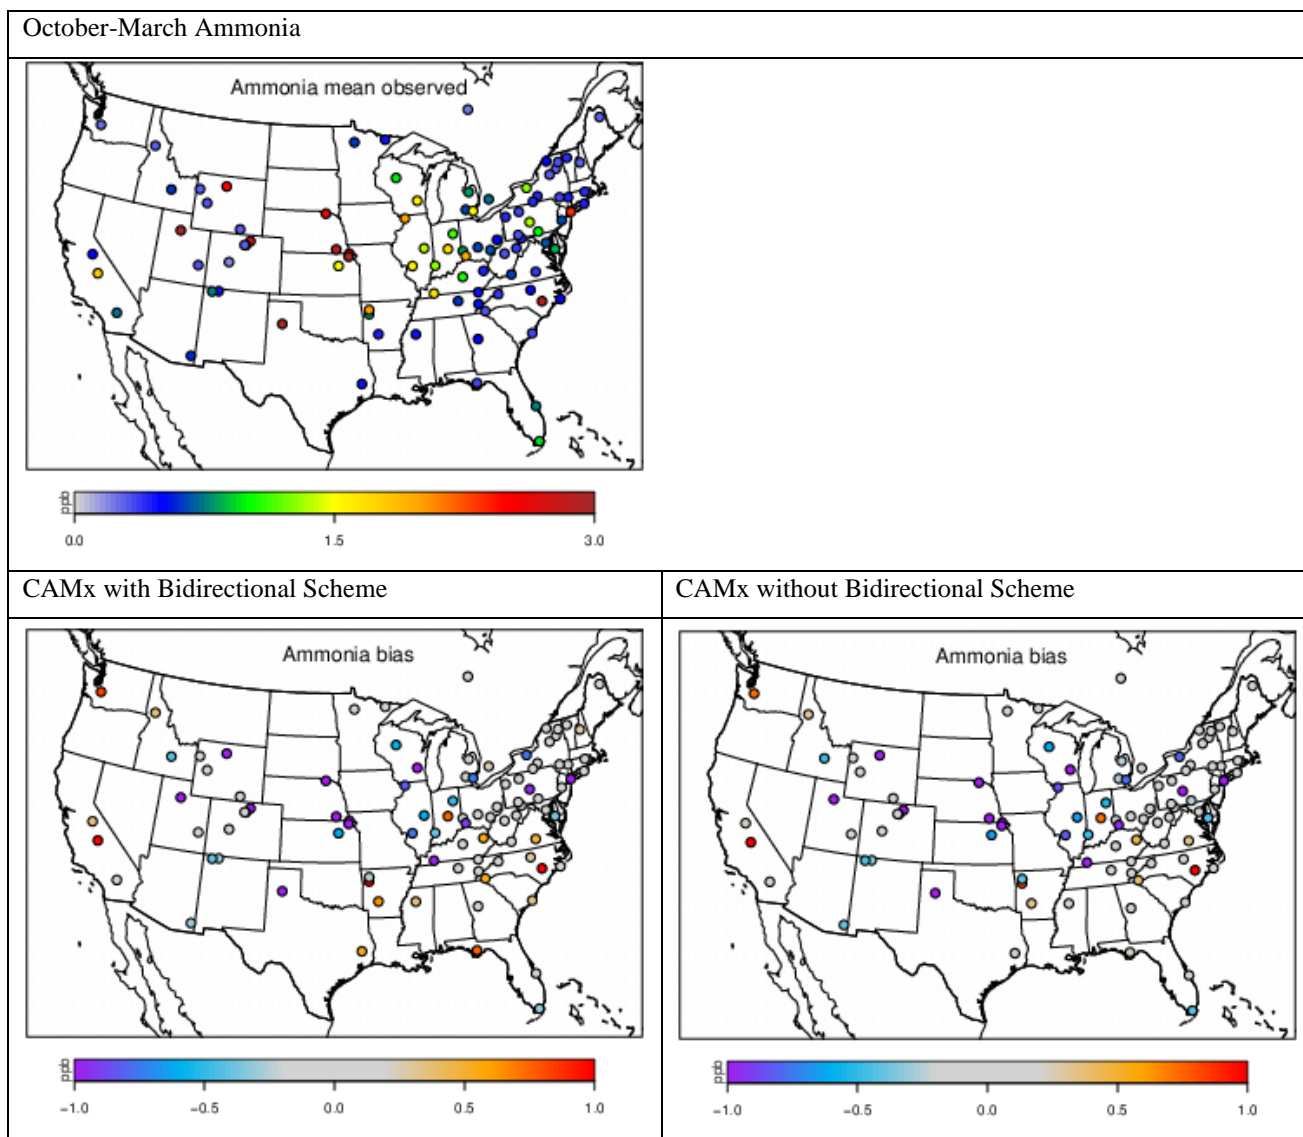 October-March Ammonia
Ammonia mean observed
ppb
0.0 1.5 3.0
CAMx with Bidirectional Scheme
CAMx without Bidirectional Scheme
Ammonia bias
Ammonia bias
ppb
ppb
−1.0 −0.5 0.0 0.5 1.0
−1.0 −0.5 0.0 0.5 1.0